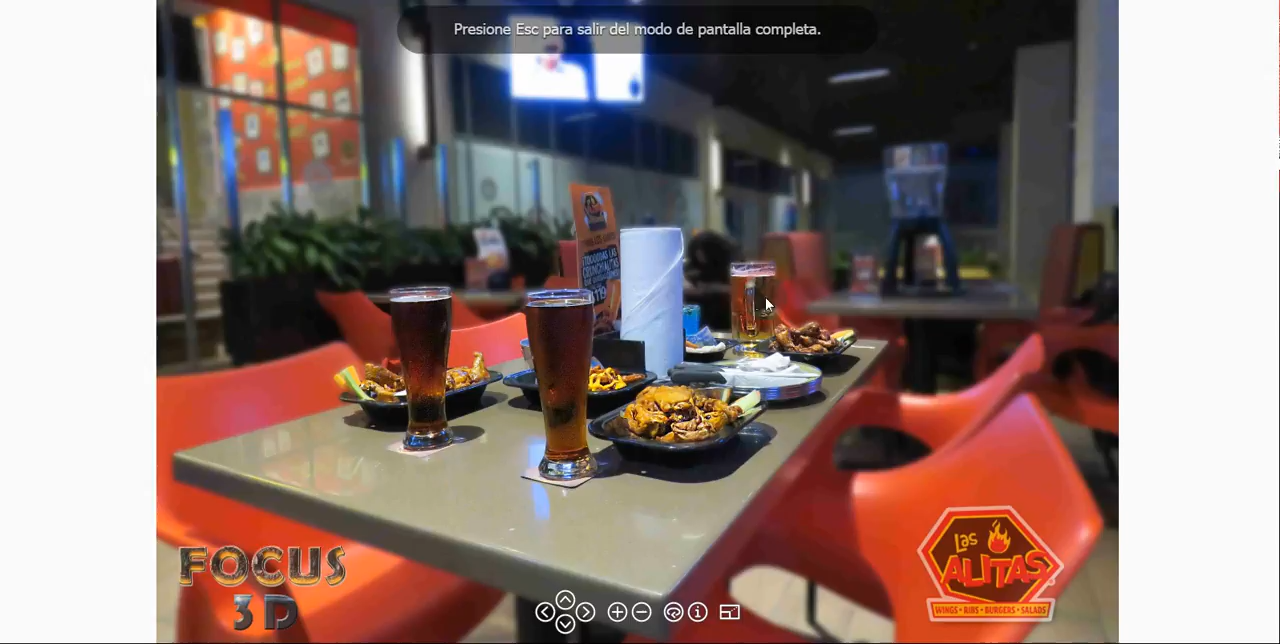 Presione Esc para salir del modo de pantalla completa.
FOCUS
3D
Las
ALITAS
WINGS • RIBS • BURGERS • SALADS